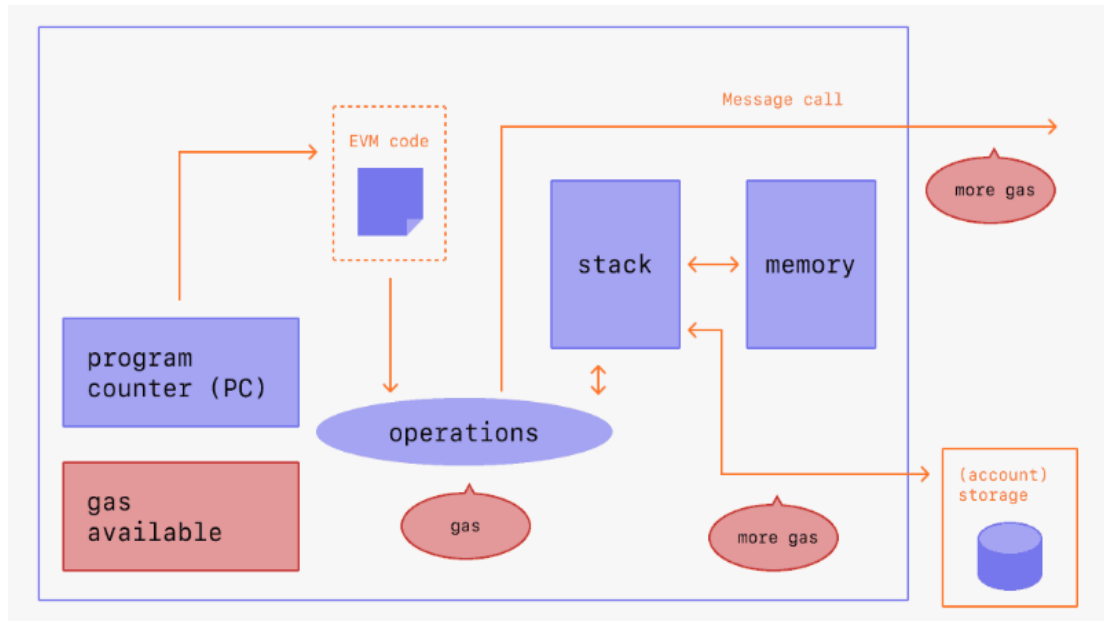 Message call
EVM code
more gas
stack
memory
program
counter (PC)
operations
gas
available
gas
more gas
(account)
storage